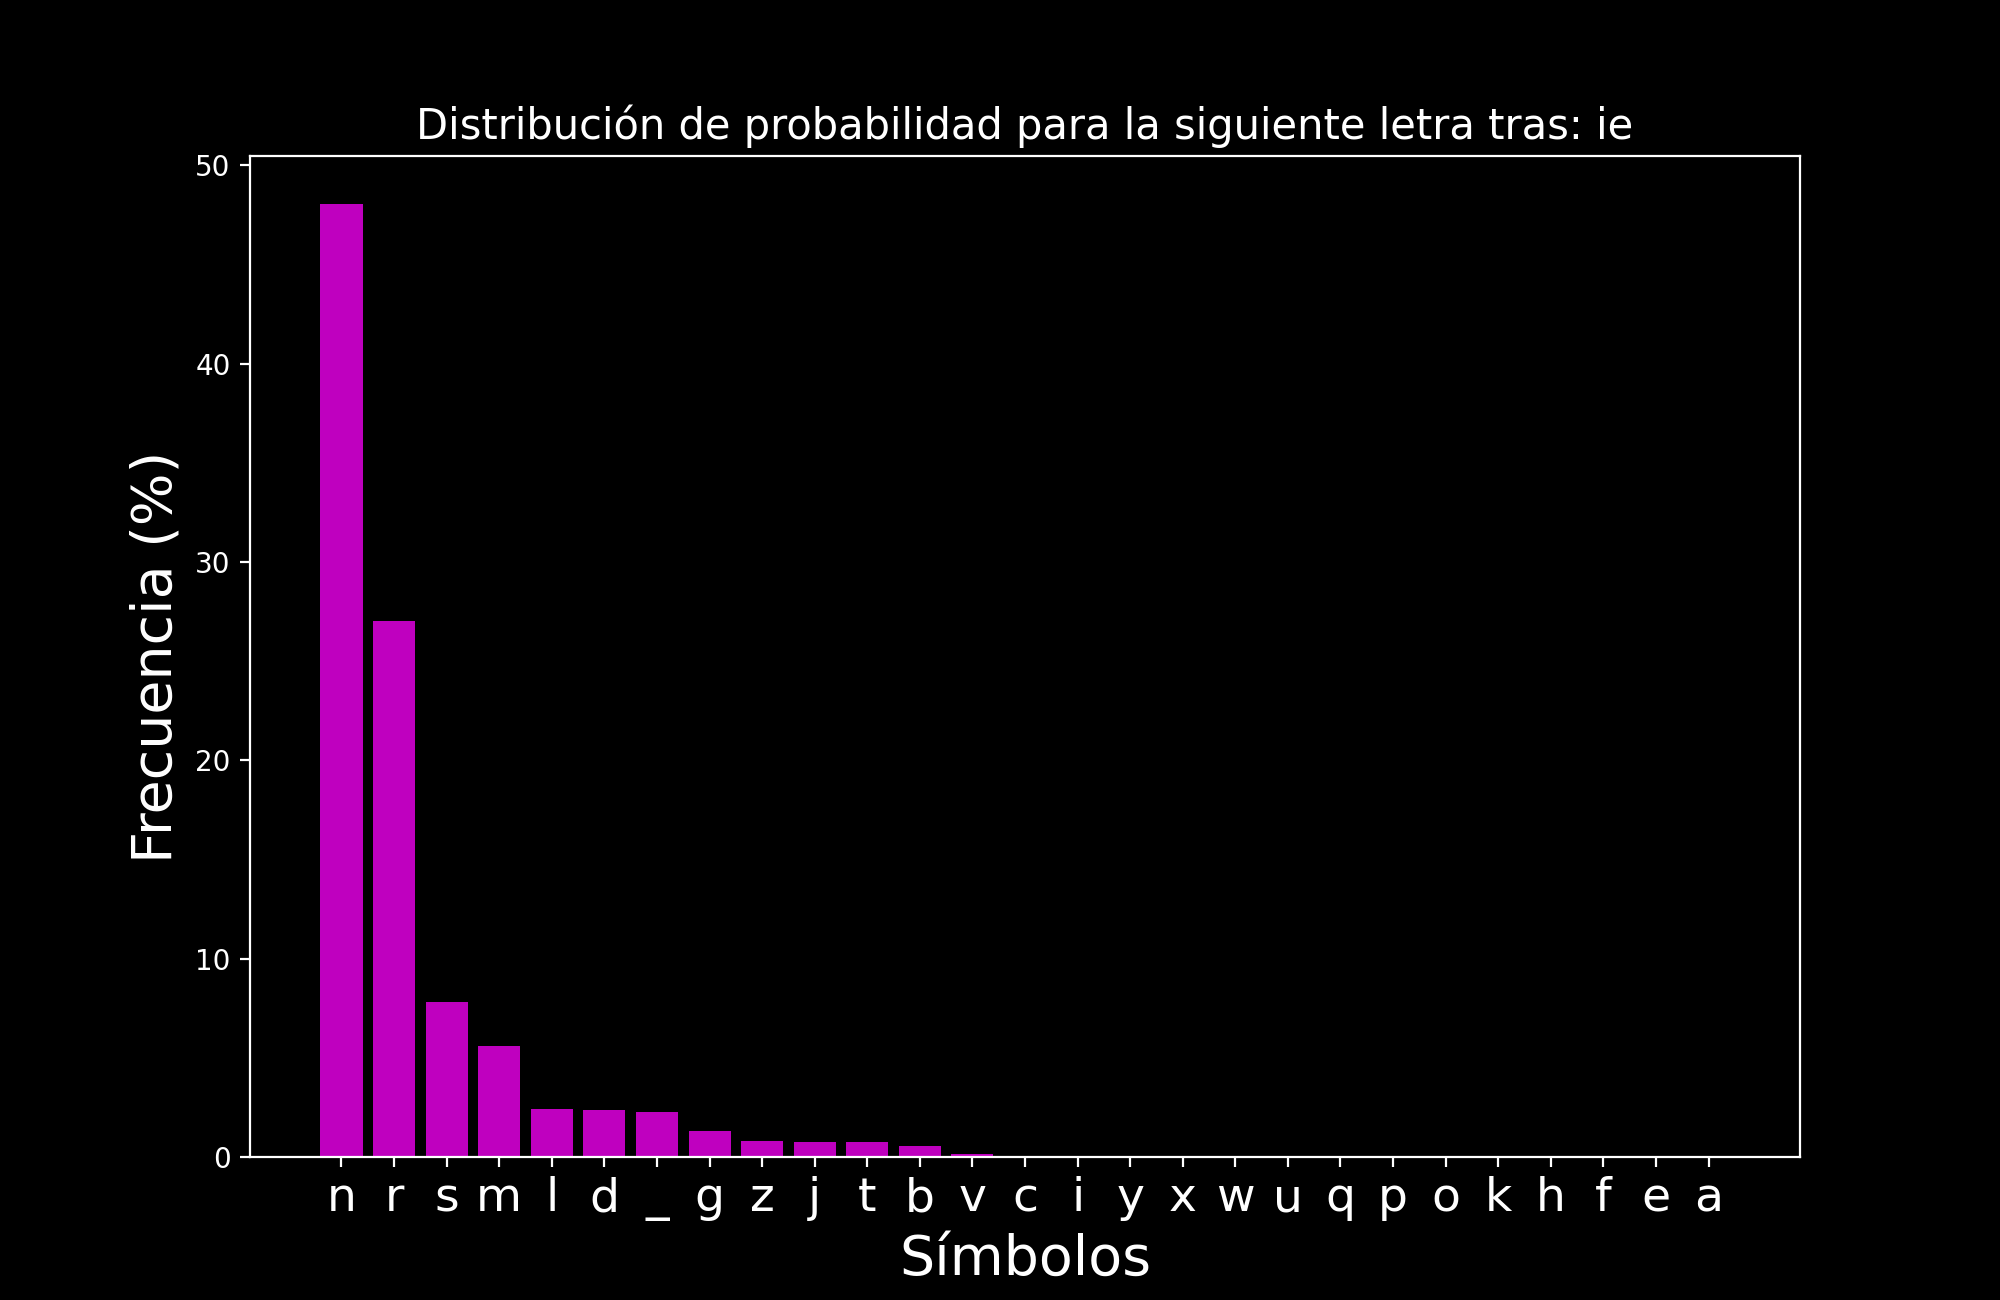 Distribución de probabilidad para la siguiente letra tras: ie
Frecuencia (%)
50
40
30
20
10
0
n r s m l d _ g z j t b v c i y x w u q p o k h f e a
Símbolos